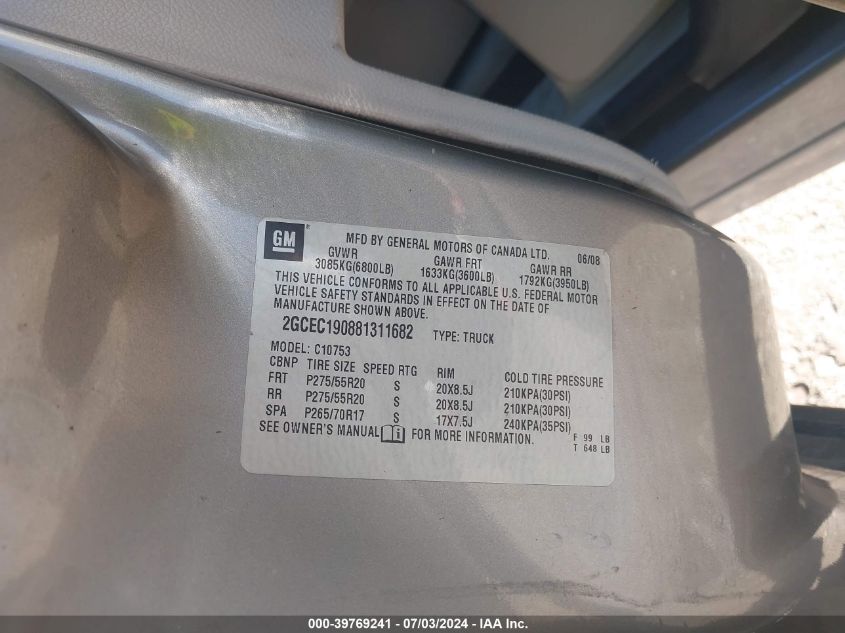 GM
MFD BY GENERAL MOTORS OF CANADA LTD. 06/08
GVWR GAWR FRT GAWR RR
3085KG(6800LB) 1633KG(3600LB) 1792KG(3950LB)
THIS VEHICLE CONFORMS TO ALL APPLICABLE U.S. FEDERAL MOTOR
VEHICLE SAFETY STANDARDS IN EFFECT ON THE DATE OF
MANUFACTURE SHOWN ABOVE.
2GCEC190881311682 TYPE: TRUCK
MODEL: C10753
CBNP TIRE SIZE SPEED RTG RIM COLD TIRE PRESSURE
FRT P275/55R20 S 20X8.5J 210KPA(30PSI)
RR P275/55R20 S 20X8.5J 210KPA(30PSI)
SPA P265/70R17 S 17X7.5J 240KPA(35PSI)
SEE OWNER'S MANUAL i FOR MORE INFORMATION. F 99 LB
T 648 LB
000-39769241 - 07/03/2024 - IAA Inc.